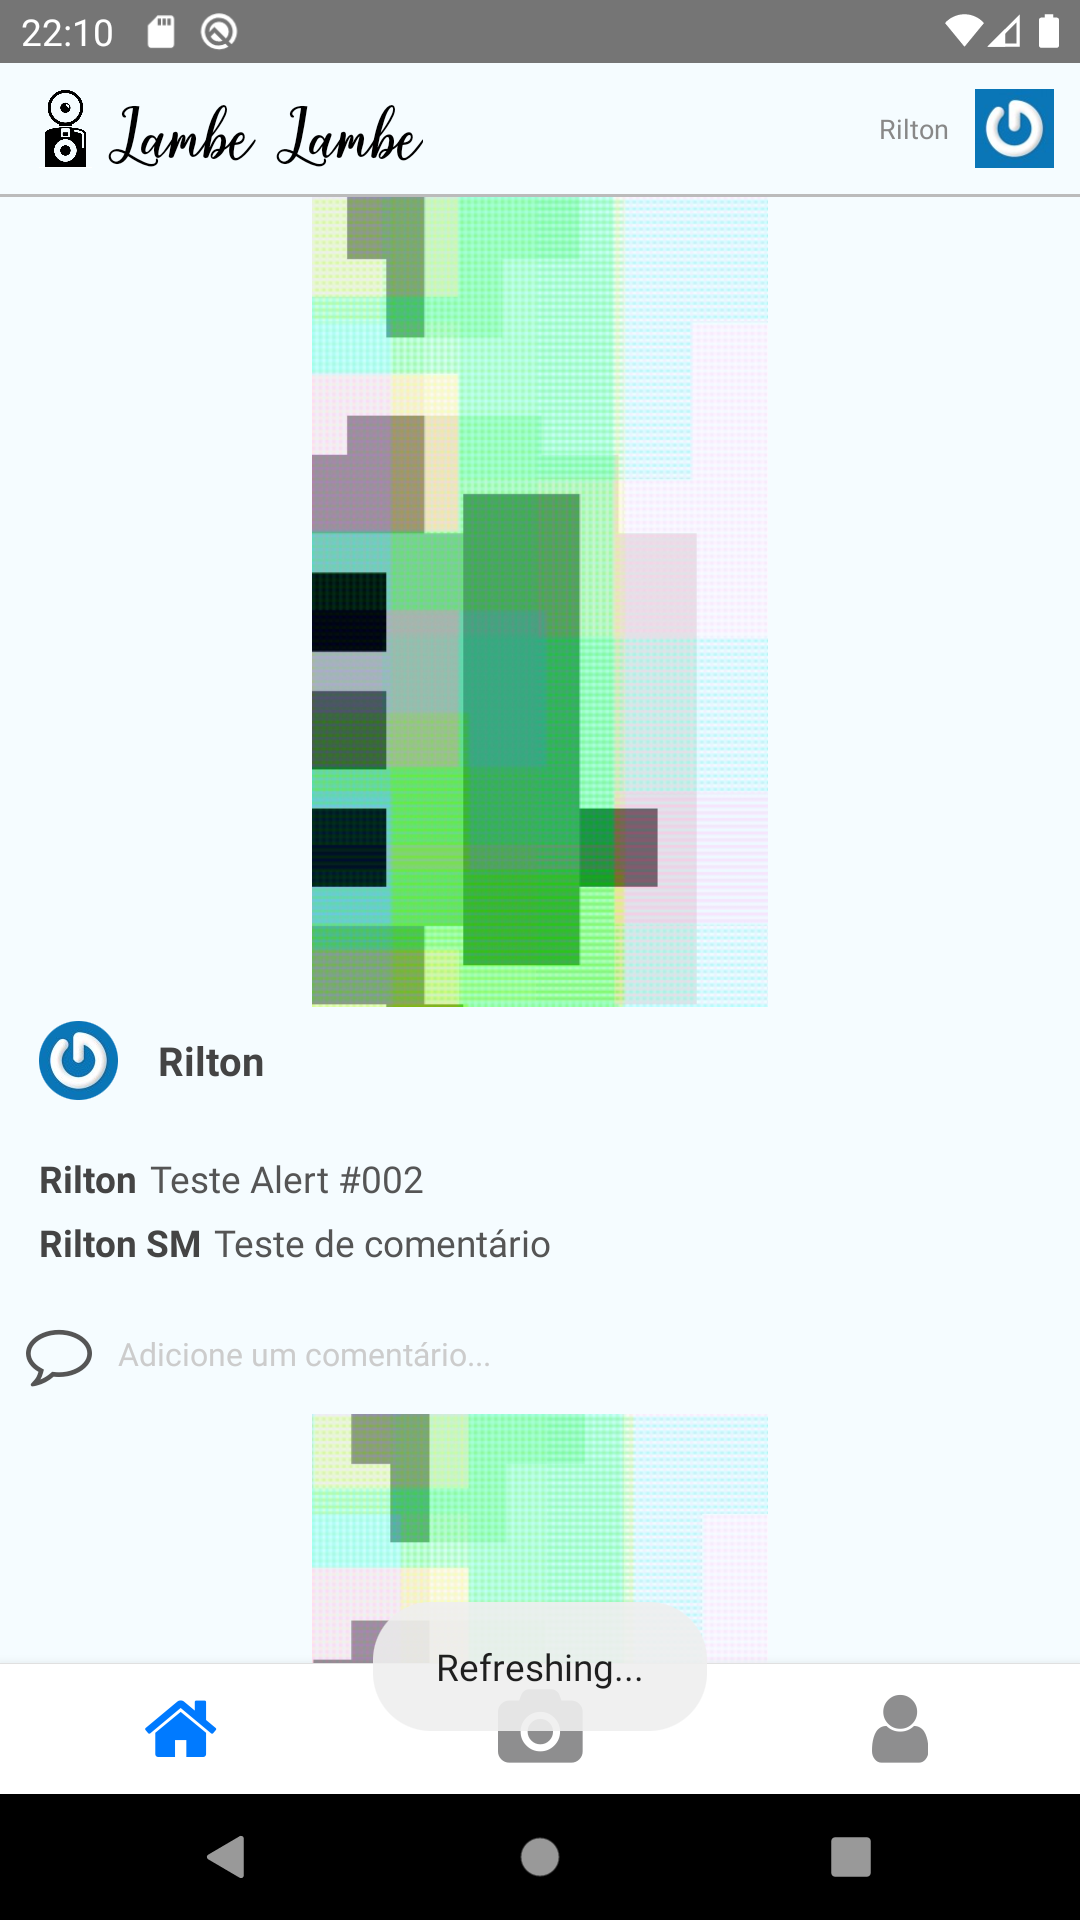 22:10
Lambe Lambe
Rilton
Rilton
Rilton Teste Alert #002
Rilton SM Teste de comentário
Adicione um comentário...
Refreshing...